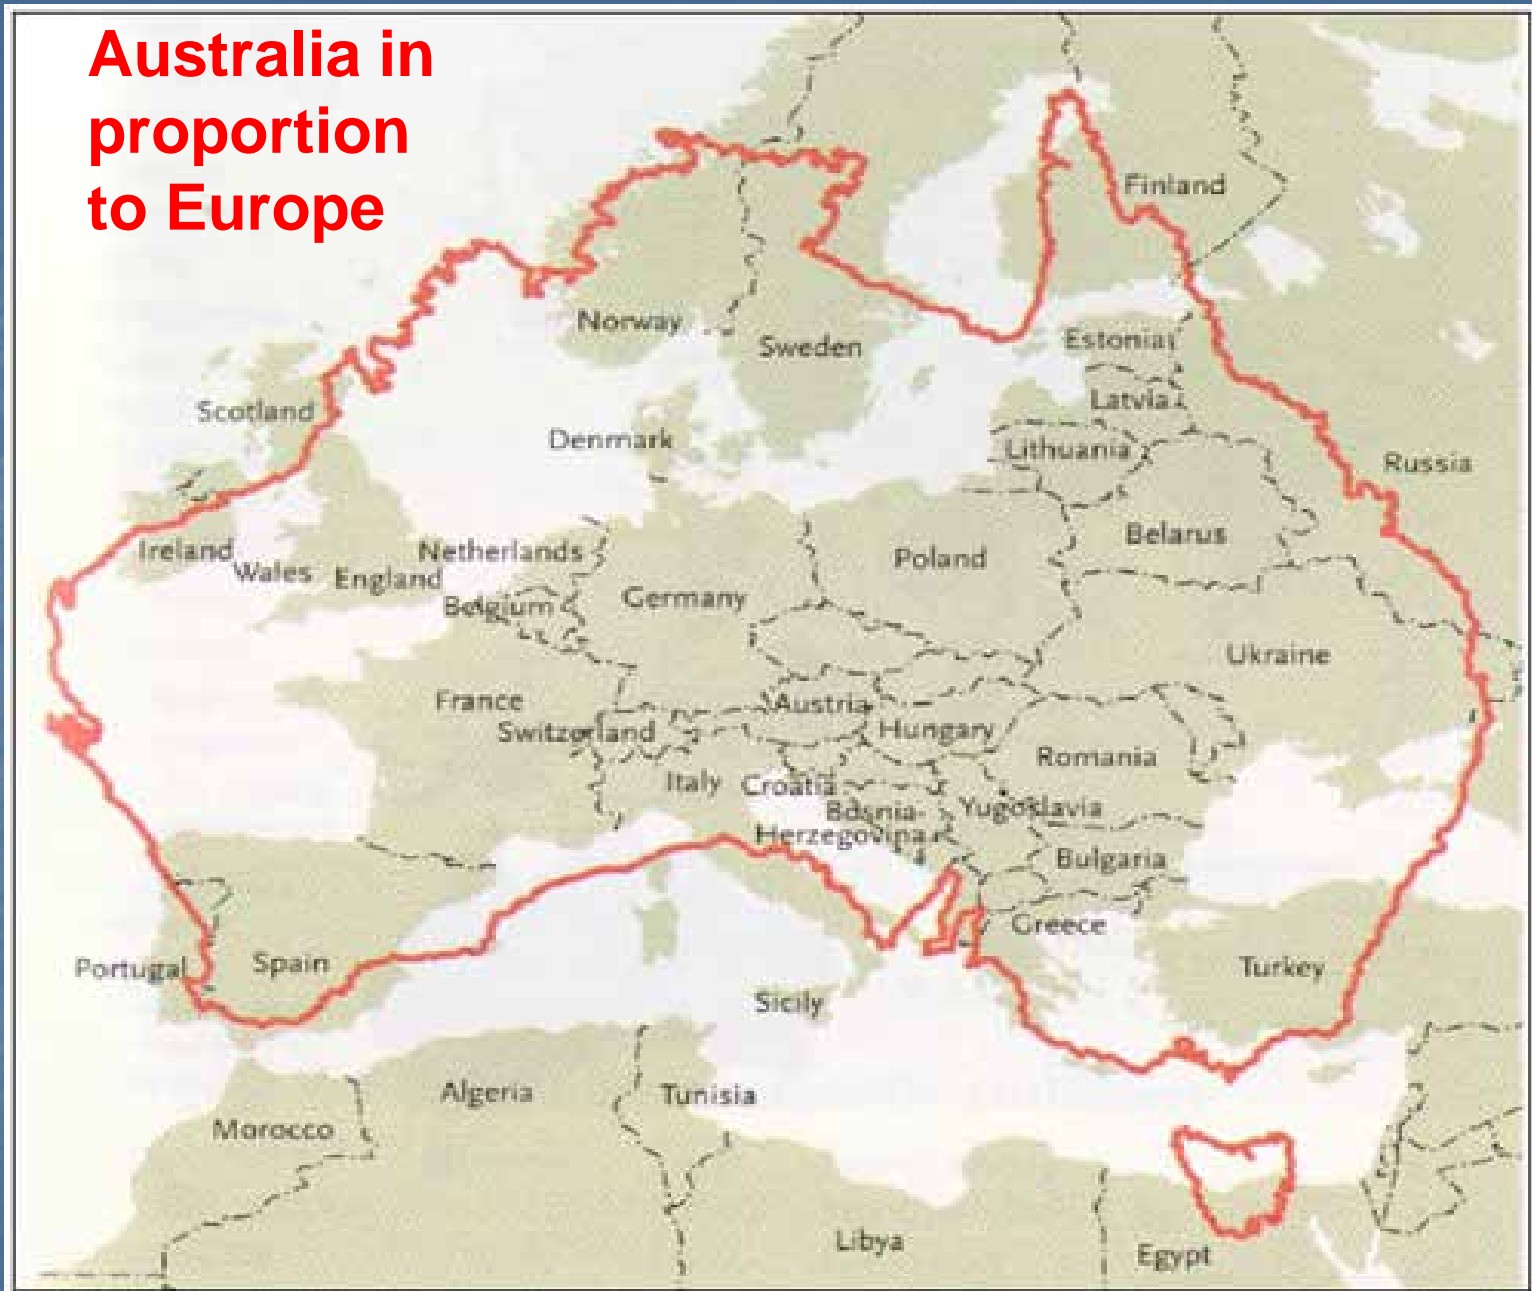 Australia in
proportion
to Europe
Finland
Norway
Sweden
Estonia
Scotland
Latvia
Denmark
Lithuania
Russia
Belarus
Ireland
Netherlands
Poland
Wales
England
Belgium
Germany
Ukraine
France
Austria
Switzerland
Hungary
Romania
Italy
Croatia
Bosnia-
Herzegovina
Yugoslavia
Bulgaria
Greece
Portugal
Spain
Turkey
Sicily
Algeria
Tunisia
Morocco
Libya
Egypt